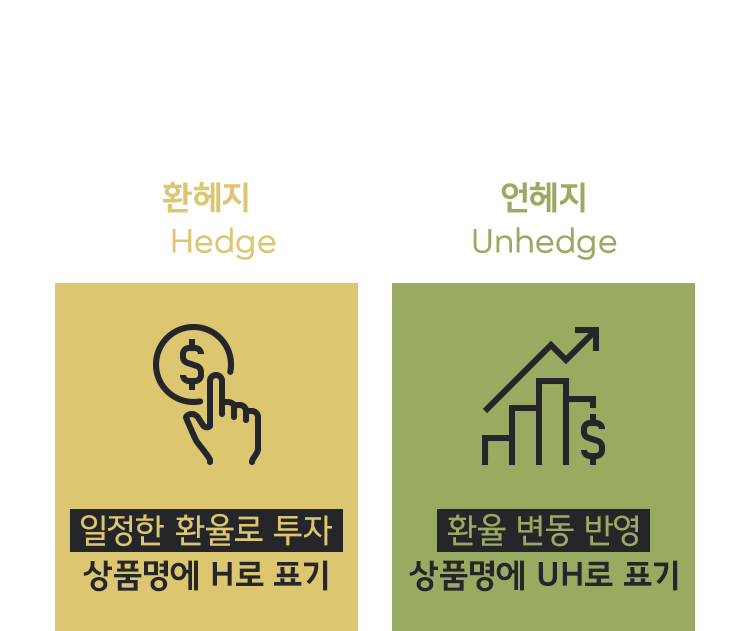 환헤지
Hedge
$
일정한 환율로 투자
상품명에 H로 표기
언헤지
Unhedge
$
환율 변동 반영
상품명에 UH로 표기